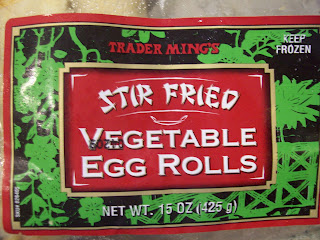 TRADER MING'S
KEEP
FROZEN
STIR FRIED
VEGETABLE
EGG ROLLS
NET WT. 15 OZ (425 g)